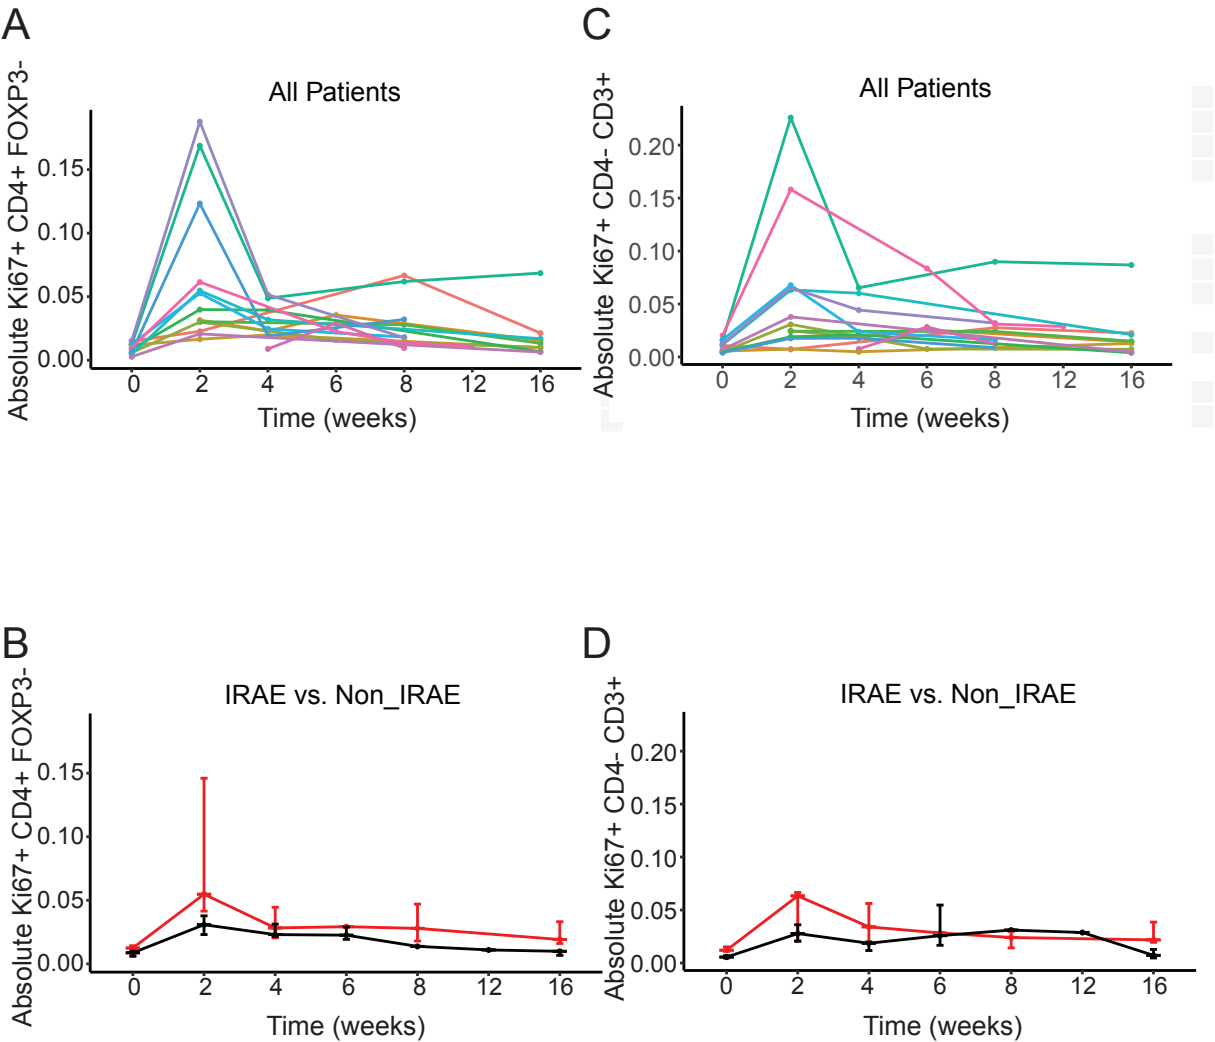 A
All Patients
Absolute Ki67+ CD4+ FOXP3-
0.15
0.10
0.05
0.00
0 2 4 6 8 12 16
Time (weeks)
C
All Patients
Absolute Ki67+ CD4- CD3+
0.20
0.15
0.10
0.05
0.00
0 2 4 6 8 12 16
Time (weeks)
B
IRAE vs. Non_IRAE
Absolute Ki67+ CD4+ FOXP3-
0.15
0.10
0.05
0.00
0 2 4 6 8 12 16
Time (weeks)
D
IRAE vs. Non_IRAE
Absolute Ki67+ CD4- CD3+
0.20
0.15
0.10
0.05
0.00
0 2 4 6 8 12 16
Time (weeks)